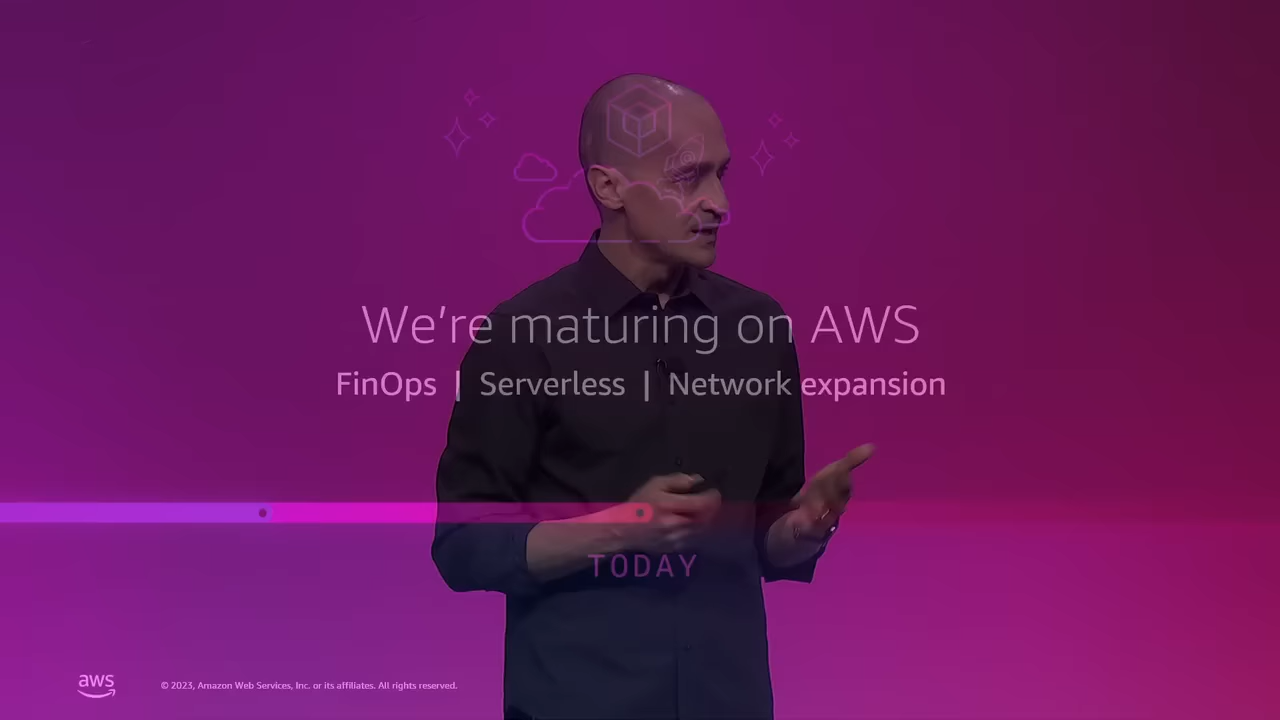 We're maturing on AWS
FinOps | Serverless | Network expansion
TODAY
aws
© 2023, Amazon Web Services, Inc. or its affiliates. All rights reserved.